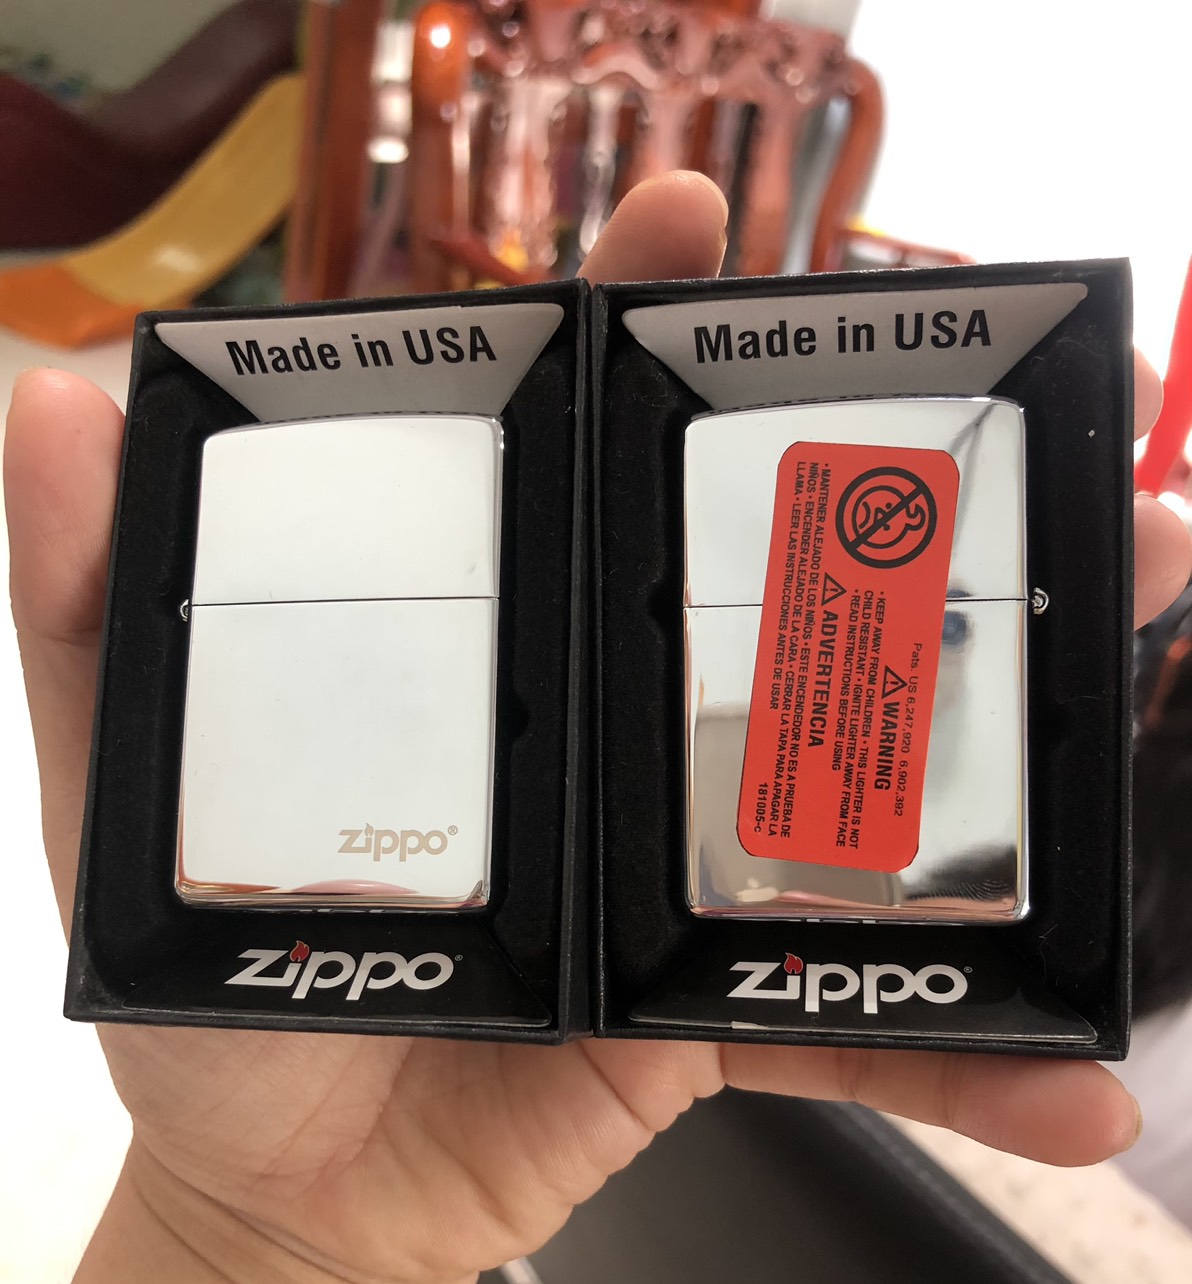 Made in USA
zippo®
zippo®
Made in USA
• MANTENER ALEJADO DE LOS NIÑOS • ESTE ENCENDEDOR NO ES A PRUEBA DE
NIÑOS • ENCENDER ALEJADO DE LA CARA • CERRAR LA TAPA PARA APAGAR LA
LLAMA • LEER LAS INSTRUCCIONES ANTES DE USAR
181005-c
⚠ ADVERTENCIA
Pats. US 6,247,920 6,902,392
⚠ WARNING
• KEEP AWAY FROM CHILDREN • THIS LIGHTER IS NOT
CHILD RESISTANT • IGNITE LIGHTER AWAY FROM FACE
• READ INSTRUCTIONS BEFORE USING
zippo®